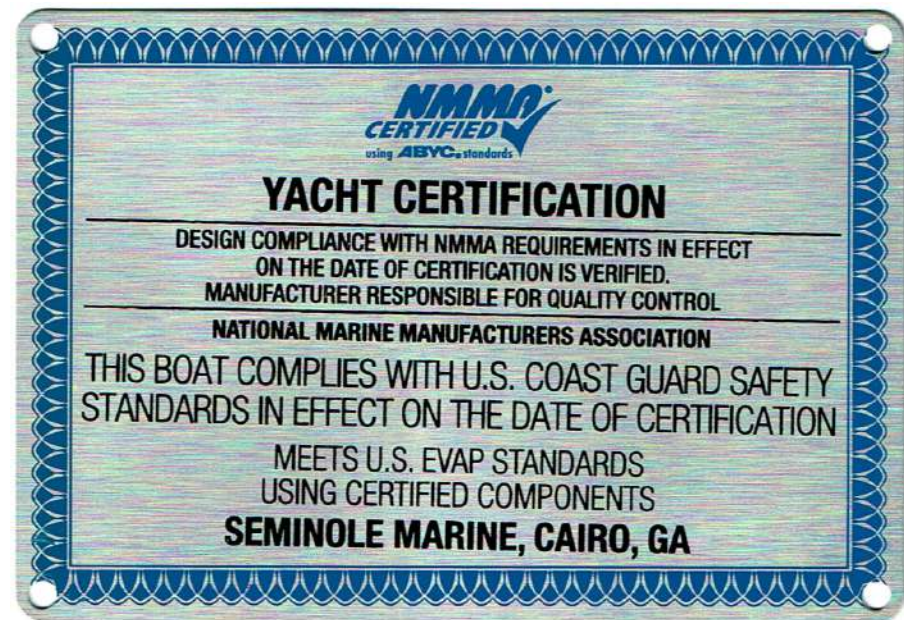 NMMA
CERTIFIED
using ABYC® standards
YACHT CERTIFICATION
DESIGN COMPLIANCE WITH NMMA REQUIREMENTS IN EFFECT
ON THE DATE OF CERTIFICATION IS VERIFIED.
MANUFACTURER RESPONSIBLE FOR QUALITY CONTROL
NATIONAL MARINE MANUFACTURERS ASSOCIATION
THIS BOAT COMPLIES WITH U.S. COAST GUARD SAFETY
STANDARDS IN EFFECT ON THE DATE OF CERTIFICATION
MEETS U.S. EVAP STANDARDS
USING CERTIFIED COMPONENTS
SEMINOLE MARINE, CAIRO, GA